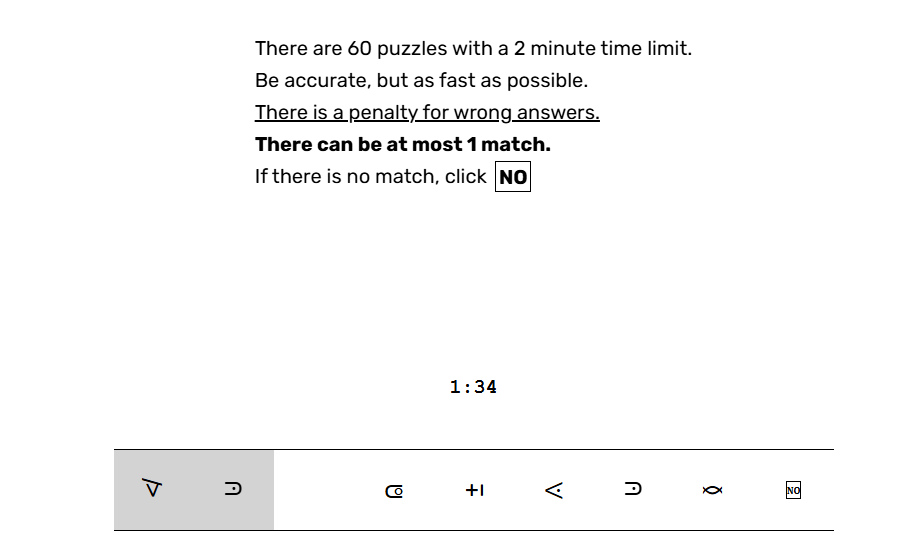 There are 60 puzzles with a 2 minute time limit.
Be accurate, but as fast as possible.
There is a penalty for wrong answers.
There can be at most 1 match.
If there is no match, click NO
1:34
NO